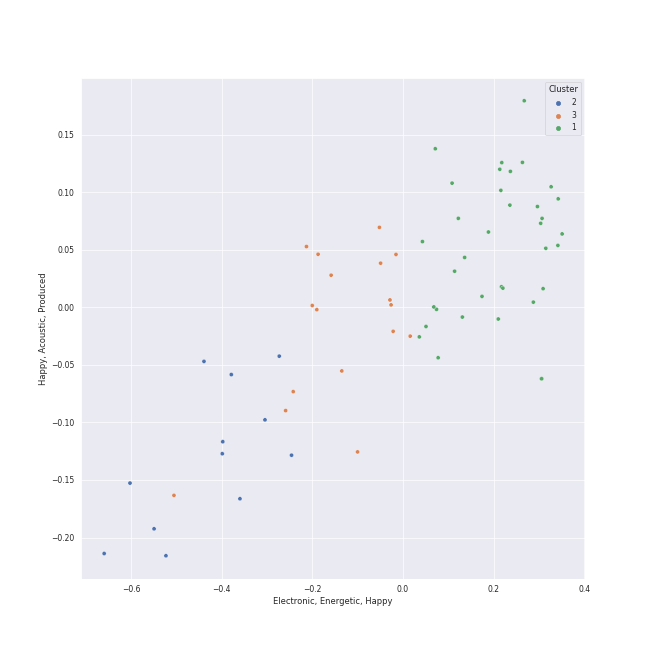 Cluster
2
3
1
0.15
0.10
0.05
0.00
−0.05
−0.10
−0.15
−0.20
Happy, Acoustic, Produced
−0.6 −0.4 −0.2 0.0 0.2 0.4
Electronic, Energetic, Happy